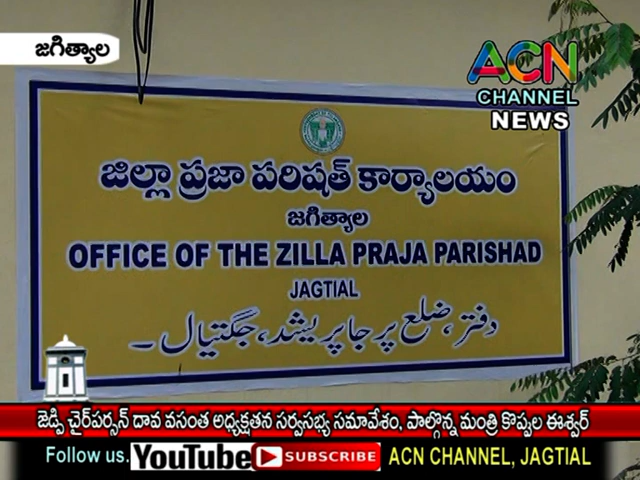 జగిత్యాల
ACN
CHANNEL
NEWS
జిల్లా ప్రజా పరిషత్ కార్యాలయం
జగిత్యాల
OFFICE OF THE ZILLA PRAJA PARISHAD
JAGTIAL
دفتر، ضلع پرجا پریشد، جگتیال -
జెడ్పి చైర్‌పర్సన్ దావ వసంత అధ్యక్షతన సర్వసభ్య సమావేశం, పాల్గొన్న మంత్రి కొప్పుల ఈశ్వర్
Follow us. YouTube SUBSCRIBE ACN CHANNEL, JAGTIAL